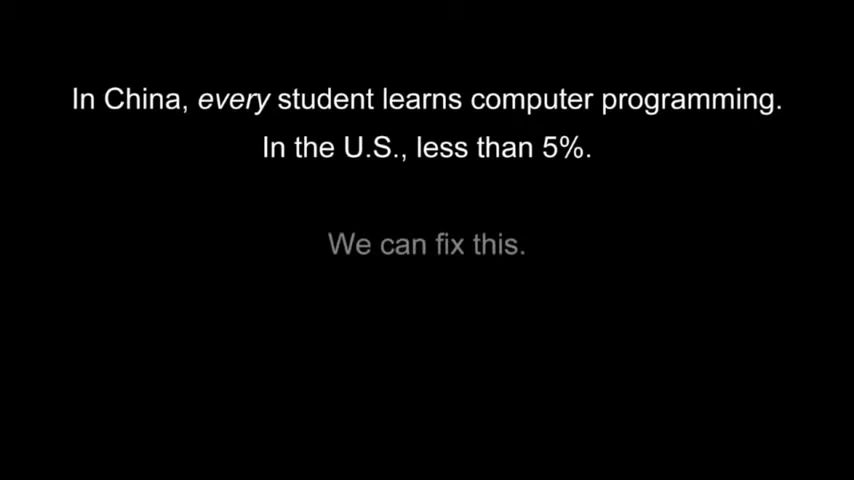 In China, every student learns computer programming.
In the U.S., less than 5%.
We can fix this.